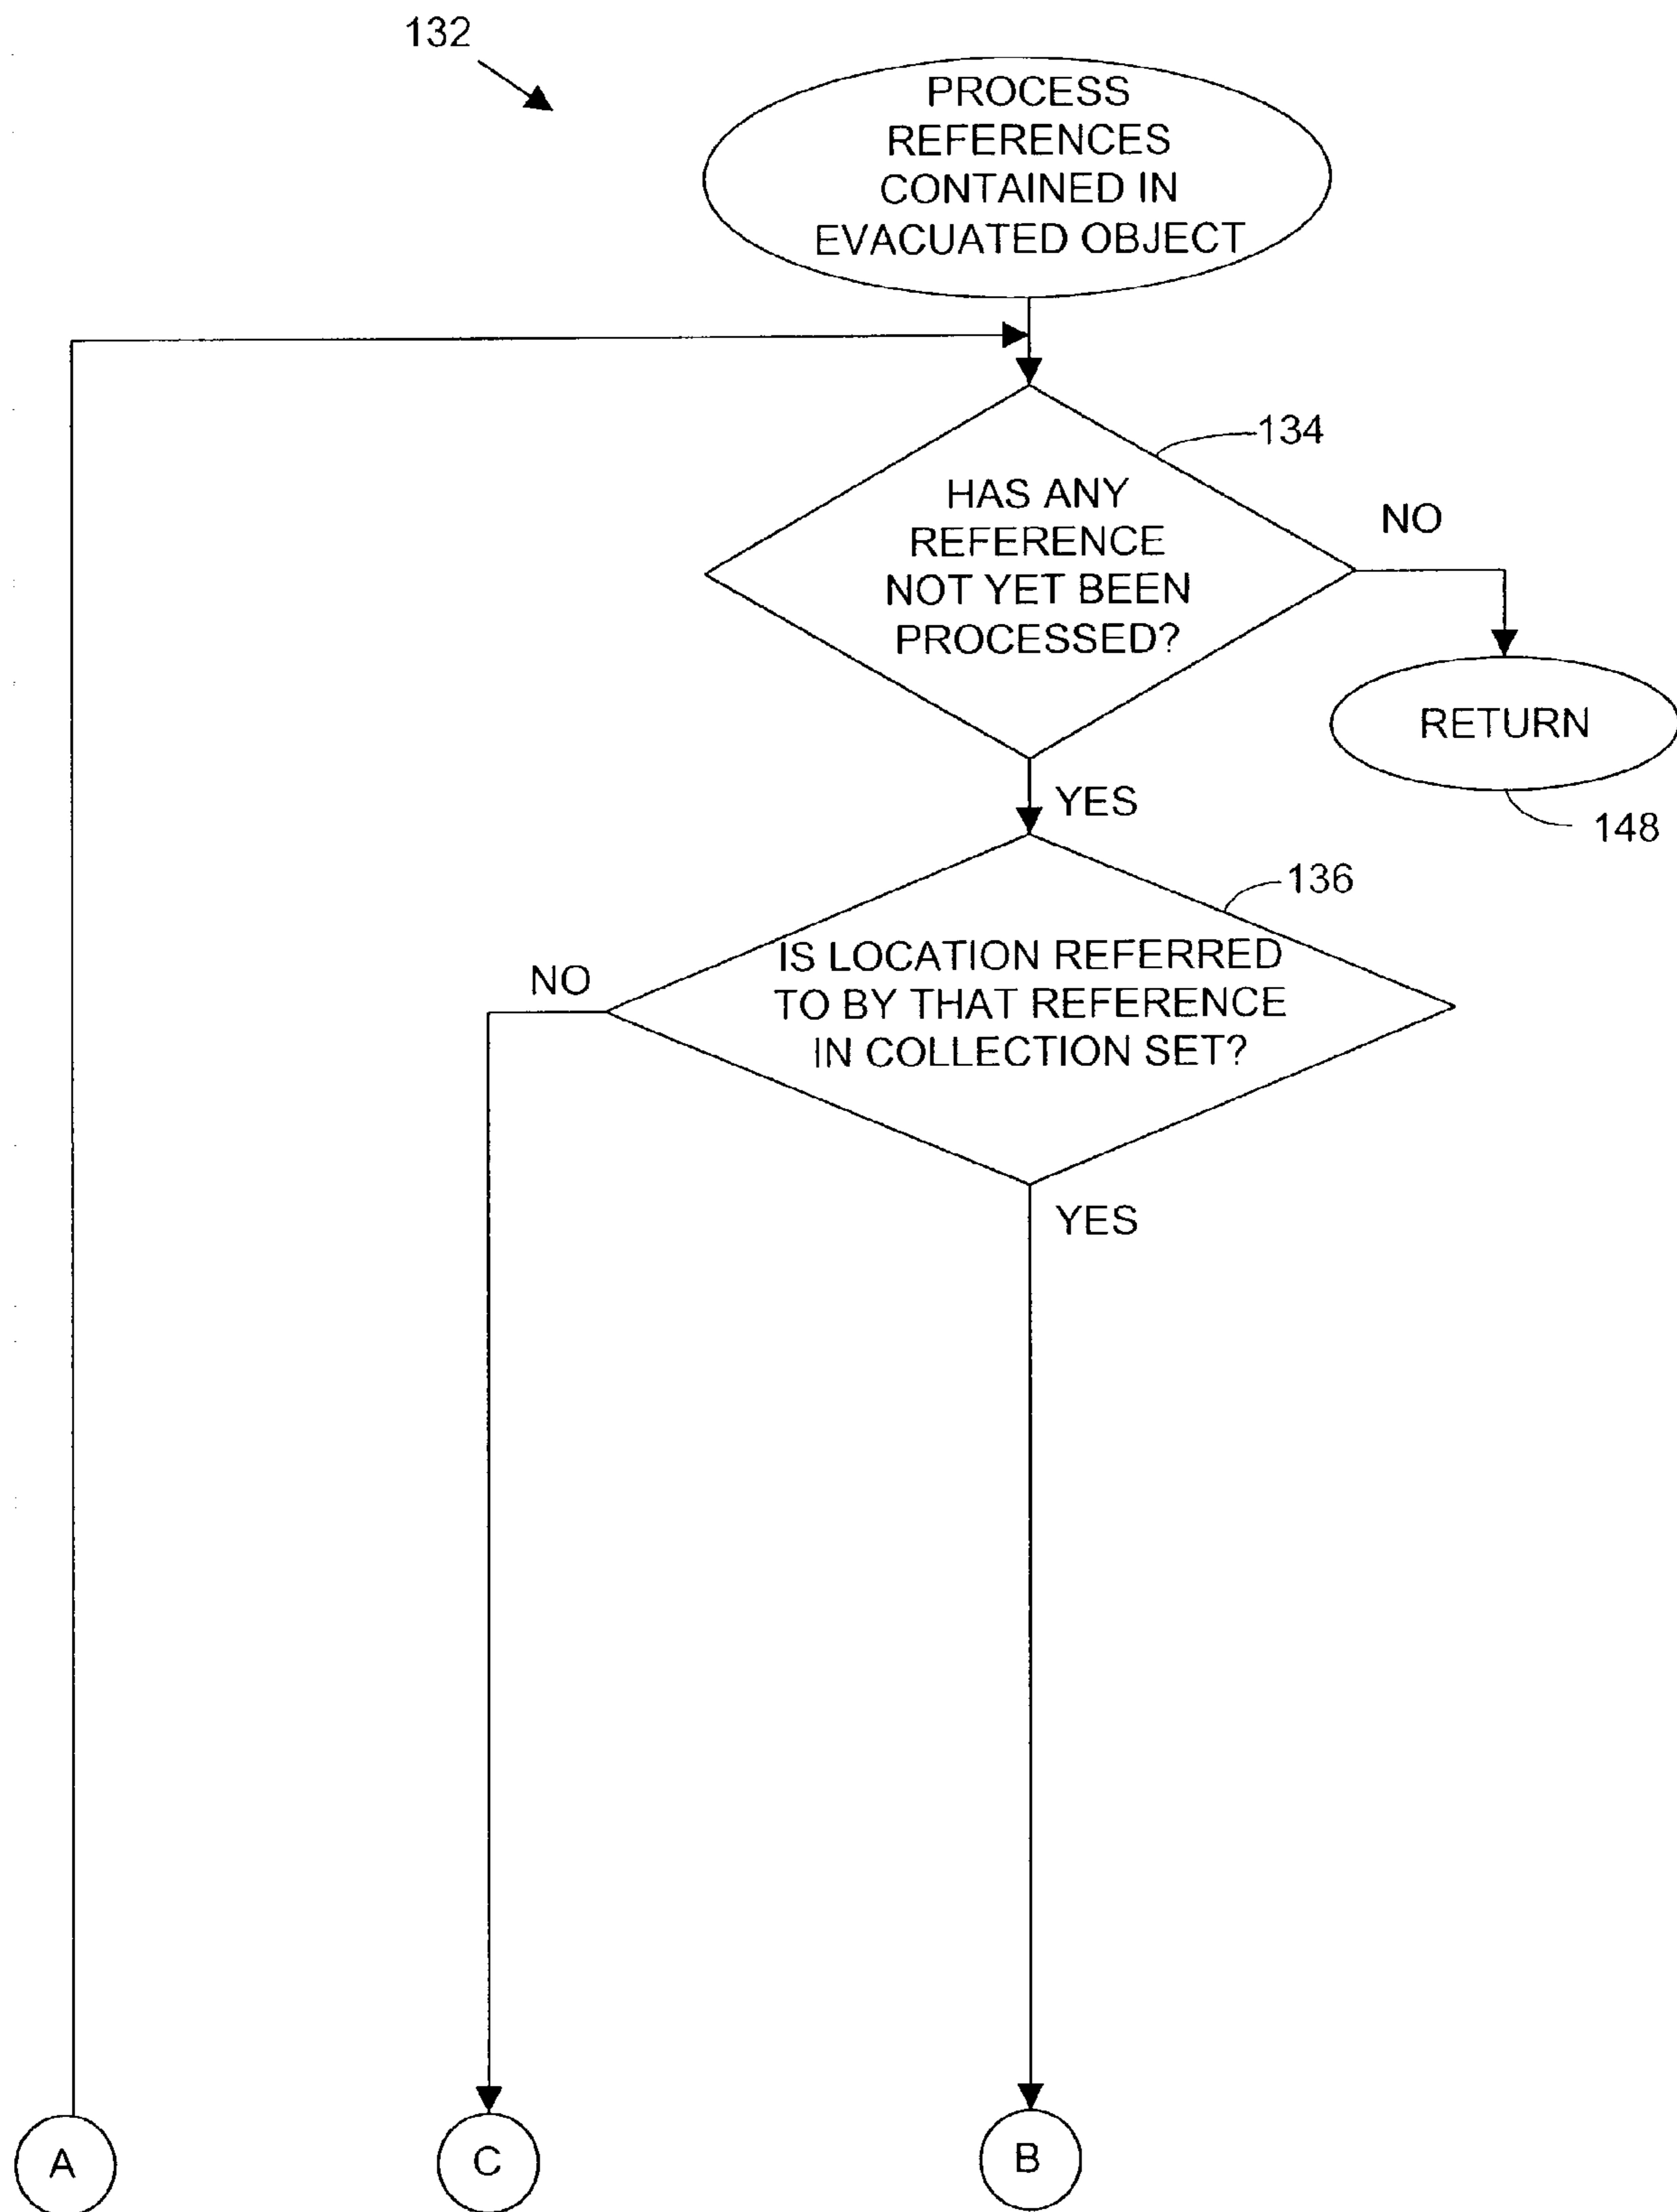 132
PROCESS
REFERENCES
CONTAINED IN
EVACUATED OBJECT
134
HAS ANY
REFERENCE
NOT YET BEEN
PROCESSED?
NO
RETURN
148
YES
136
IS LOCATION REFERRED
TO BY THAT REFERENCE
IN COLLECTION SET?
NO
YES
A
C
B